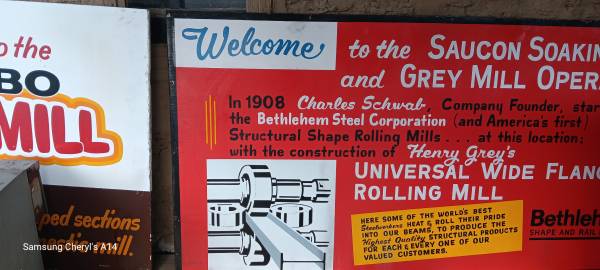 o the
BO
MILL
ped sections
section mill.
Welcome to the SAUCON SOAKIN
and GREY MILL OPER
In 1908 Charles Schwab, Company Founder, star
the Bethlehem Steel Corporation (and America's first)
Structural Shape Rolling Mills . . . at this location;
with the construction of Henry Grey's
UNIVERSAL WIDE FLANG
ROLLING MILL
HERE SOME OF THE WORLD'S BEST
Steelworkers HEAT & ROLL THEIR PRIDE
INTO OUR BEAMS, TO PRODUCE THE
Highest Quality STRUCTURAL PRODUCTS
FOR EACH & EVERY ONE OF OUR
VALUED CUSTOMERS.
Bethleh
SHAPE AND RAIL
Samsung Cheryl's A14